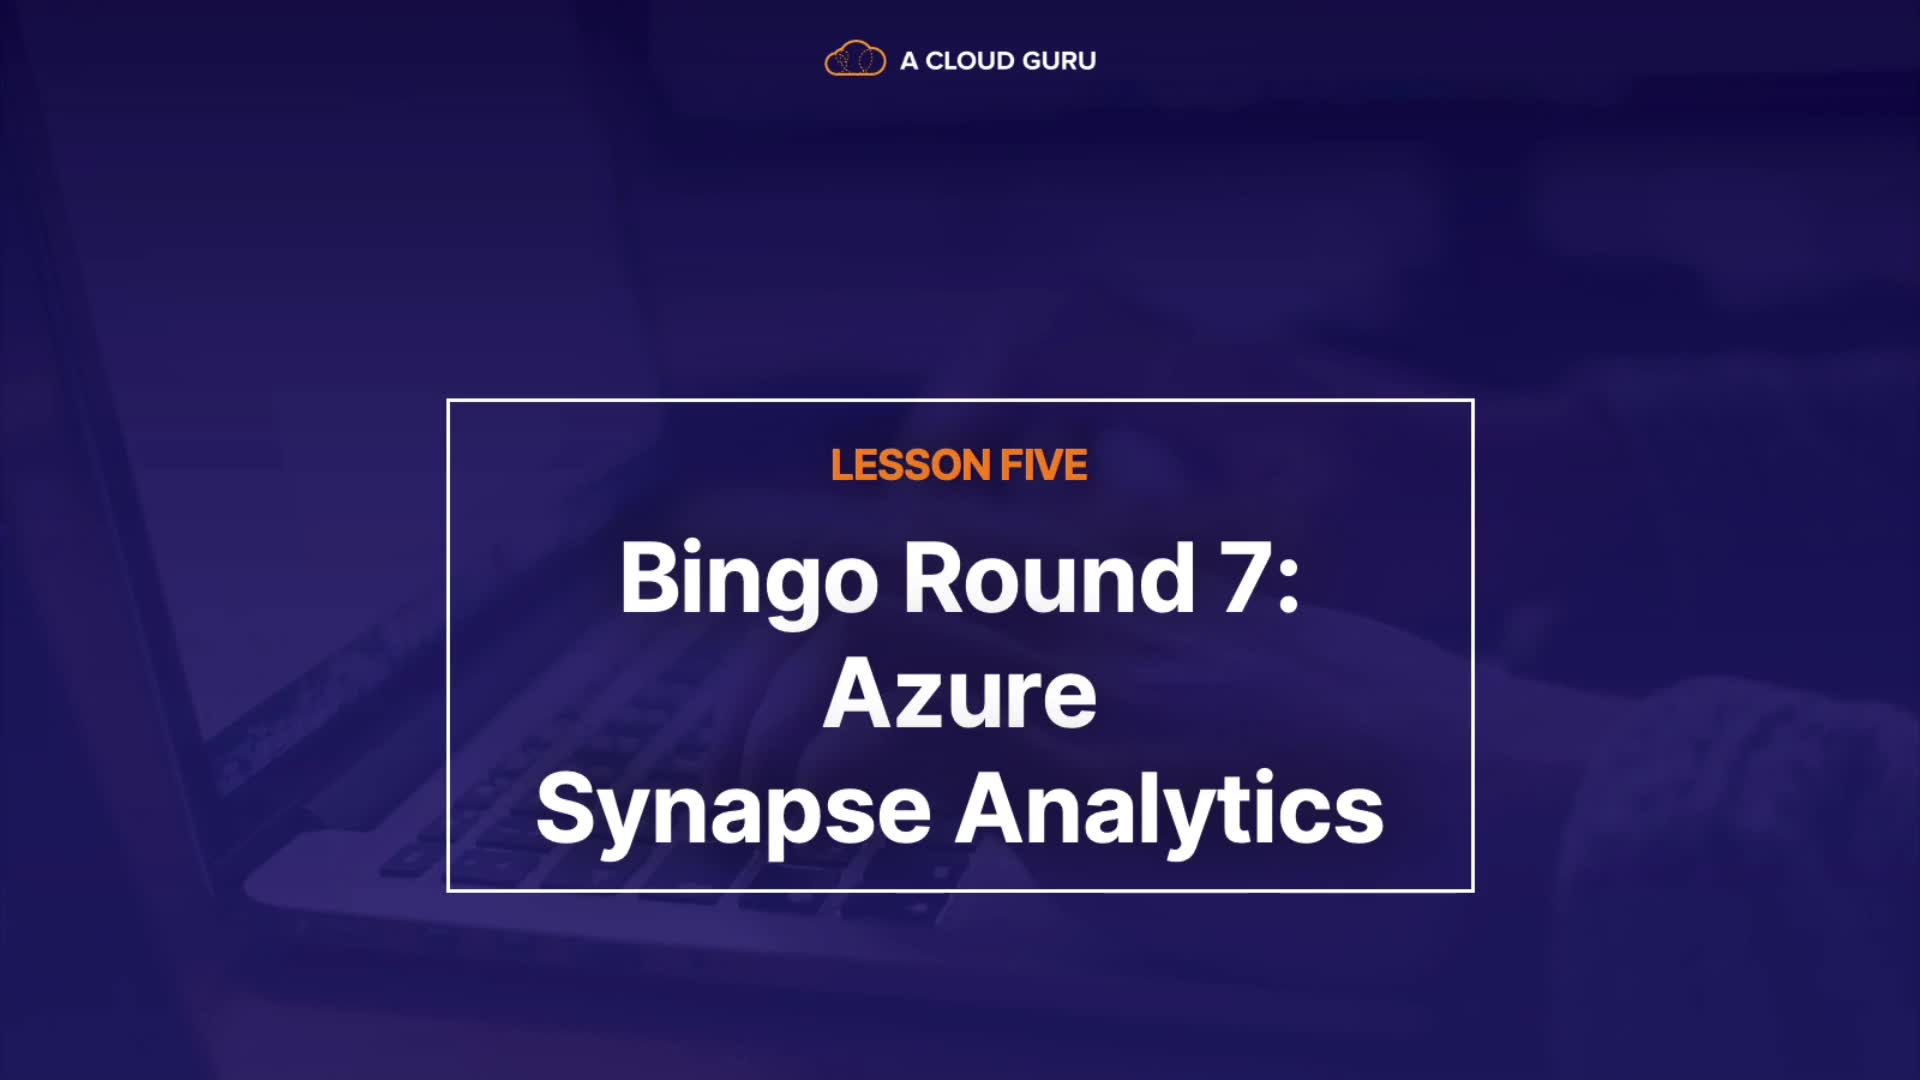 A CLOUD GURU
LESSON FIVE
Bingo Round 7:
Azure
Synapse Analytics